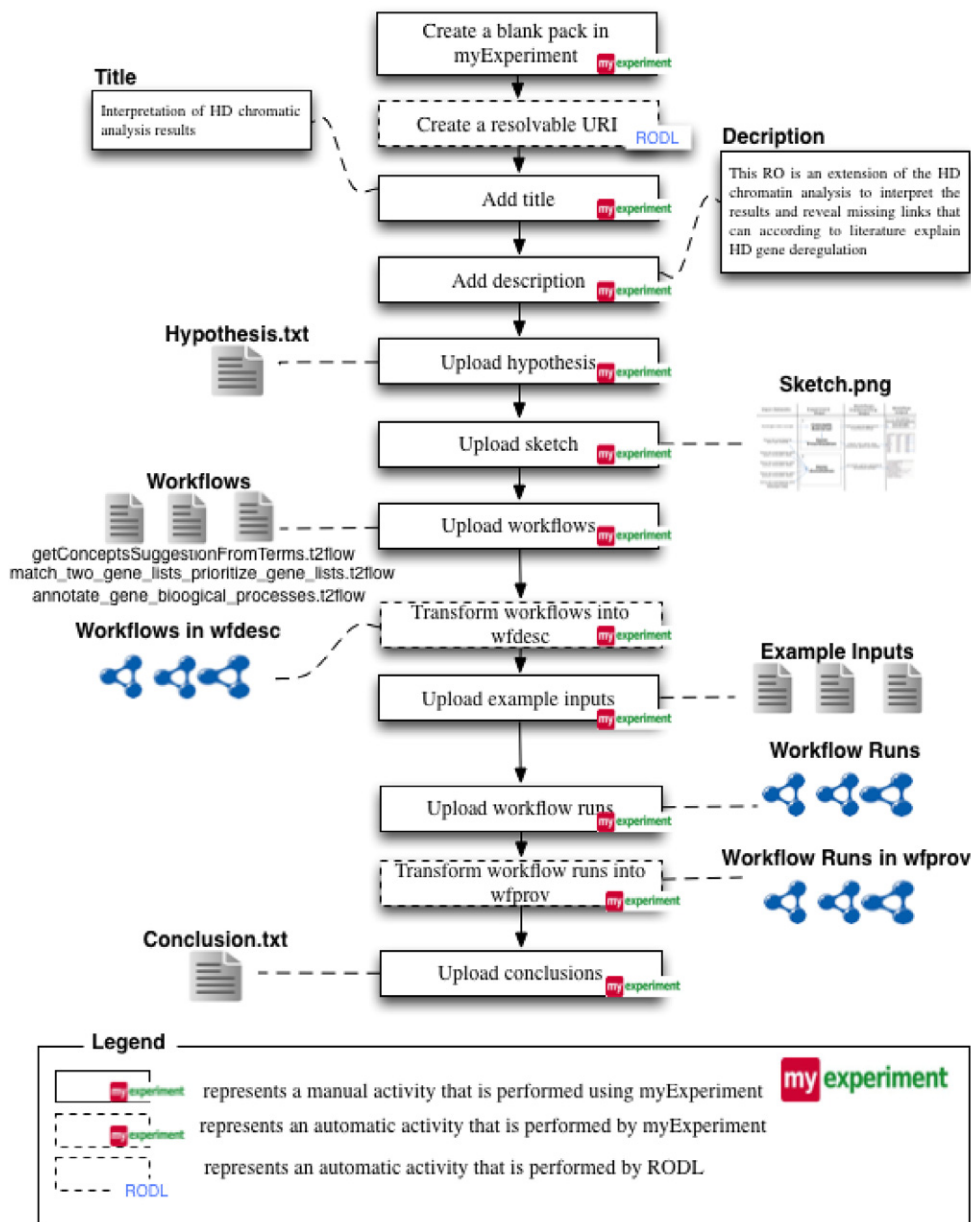 Create a blank pack in
myExperiment
my experiment
Title
Interpretation of HD chromatic
analysis results
Create a resolvable URI
RODL
Decription
This RO is an extension of the HD
chromatin analysis to interpret the
results and reveal missing links that
can according to literature explain
HD gene deregulation
Add title
my experiment
Add description
my experiment
Hypothesis.txt
Upload hypothesis
my experiment
Sketch.png
Upload sketch
my experiment
Workflows
Upload workflows
my experiment
getConceptsSuggestionFromTerms.t2flow
match_two_gene_lists_prioritize_gene_lists.t2flow
annotate_gene_bioogical_processes.t2flow
Transform workflows into
wfdesc
my experiment
Workflows in wfdesc
Example Inputs
Upload example inputs
my experiment
Workflow Runs
Upload workflow runs
my experiment
Workflow Runs in wfprov
Transform workflow runs into
wfprov
my experiment
Conclusion.txt
Upload conclusions
my experiment
Legend
my experiment
represents a manual activity that is performed using myExperiment
my experiment
my experiment
represents an automatic activity that is performed by myExperiment
RODL
represents an automatic activity that is performed by RODL